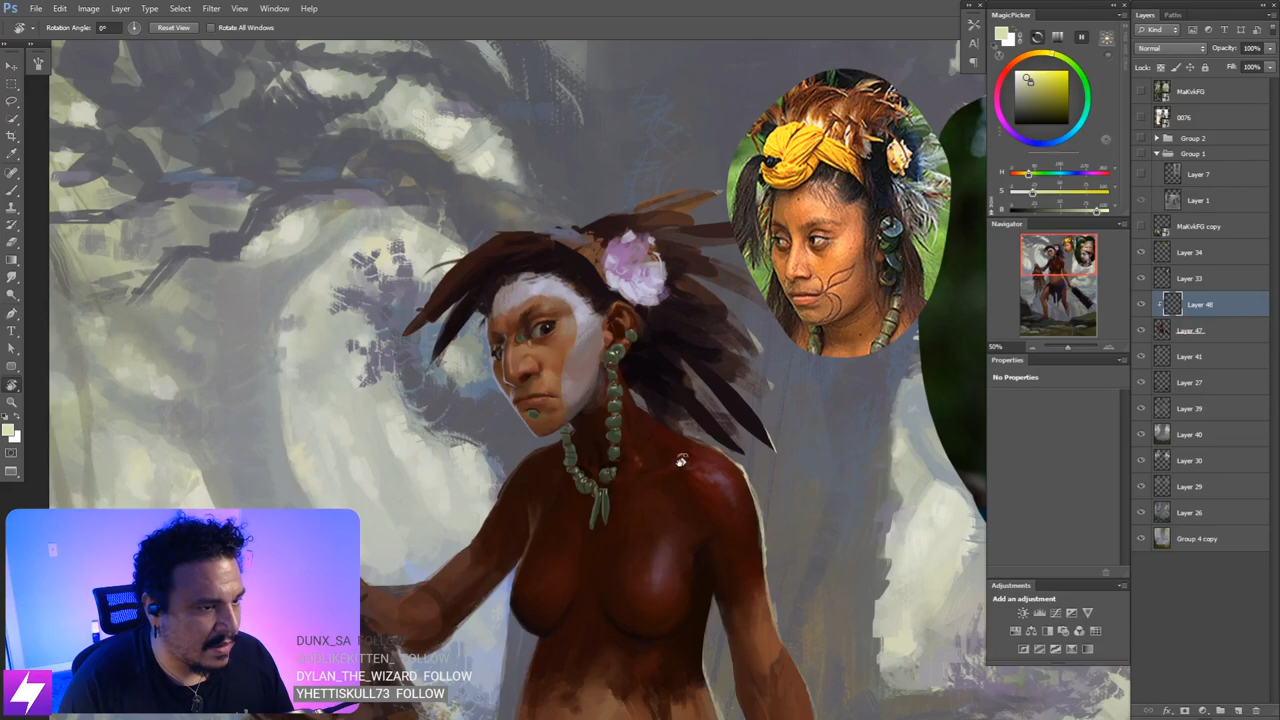 Ps File Edit Image Layer Type Select Filter 3D View Window Help
Rotation Angle: 0° Reset View Rotate All Windows
MagicPicker
H
H
S
B
Navigator
50%
Properties
No Properties
Adjustments
Add an adjustment
Layers Paths
Kind
Normal Opacity: 100%
Lock: Fill: 100%
MaKvkFG
0076
Group 2
Group 1
Layer 7
Layer 1
MaKvkFG copy
Layer 34
Layer 33
Layer 48
Layer 47
Layer 41
Layer 27
Layer 39
Layer 40
Layer 30
Layer 29
Layer 26
Group 4 copy
DUNX_SA FOLLOW
DYLAN_THE_WIZARD FOLLOW
YHETTISKULL73 FOLLOW